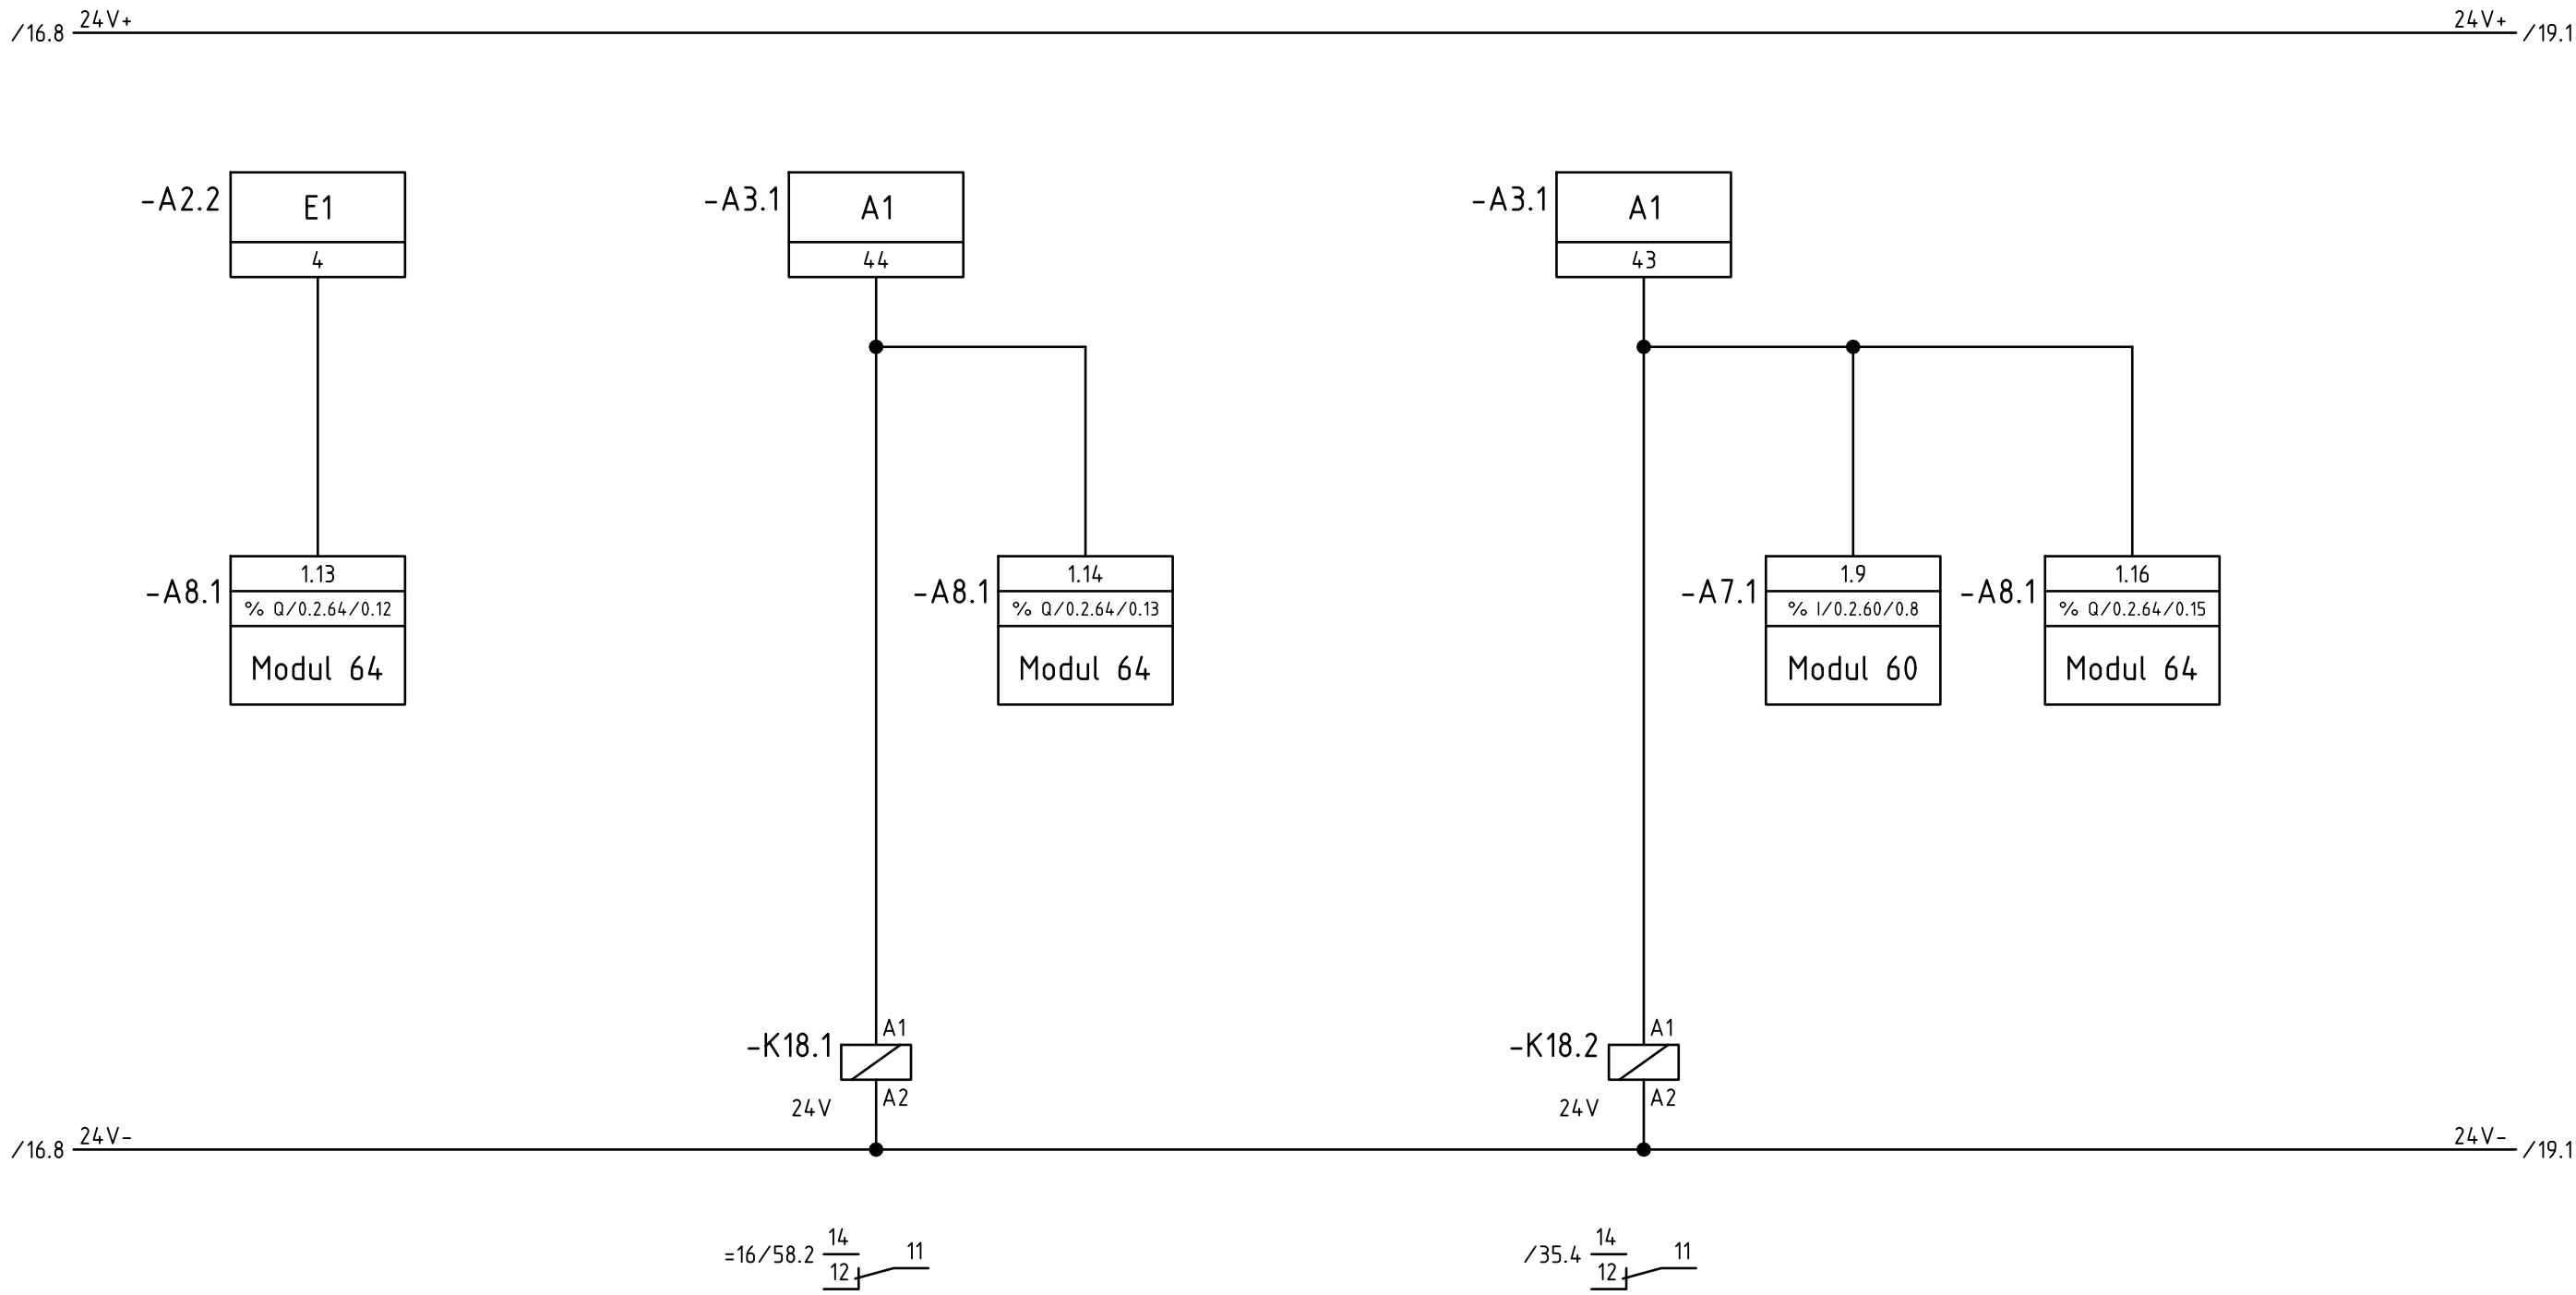 24V+ 24V+
/16.8 /19.1
-A2.2 E1 -A3.1 A1 -A3.1 A1
4 44 43
1.13 1.14 1.9 1.16
-A8.1 % Q/0.2.64/0.12 -A8.1 % Q/0.2.64/0.13 -A7.1 % I/0.2.60/0.8 -A8.1 % Q/0.2.64/0.15
Modul 64 Modul 64 Modul 60 Modul 64
A1 A1
-K18.1 -K18.2
24V A2 24V A2
24V- 24V-
/16.8 /19.1
14 14
=16/58.2 11 /35.4 11
12 12